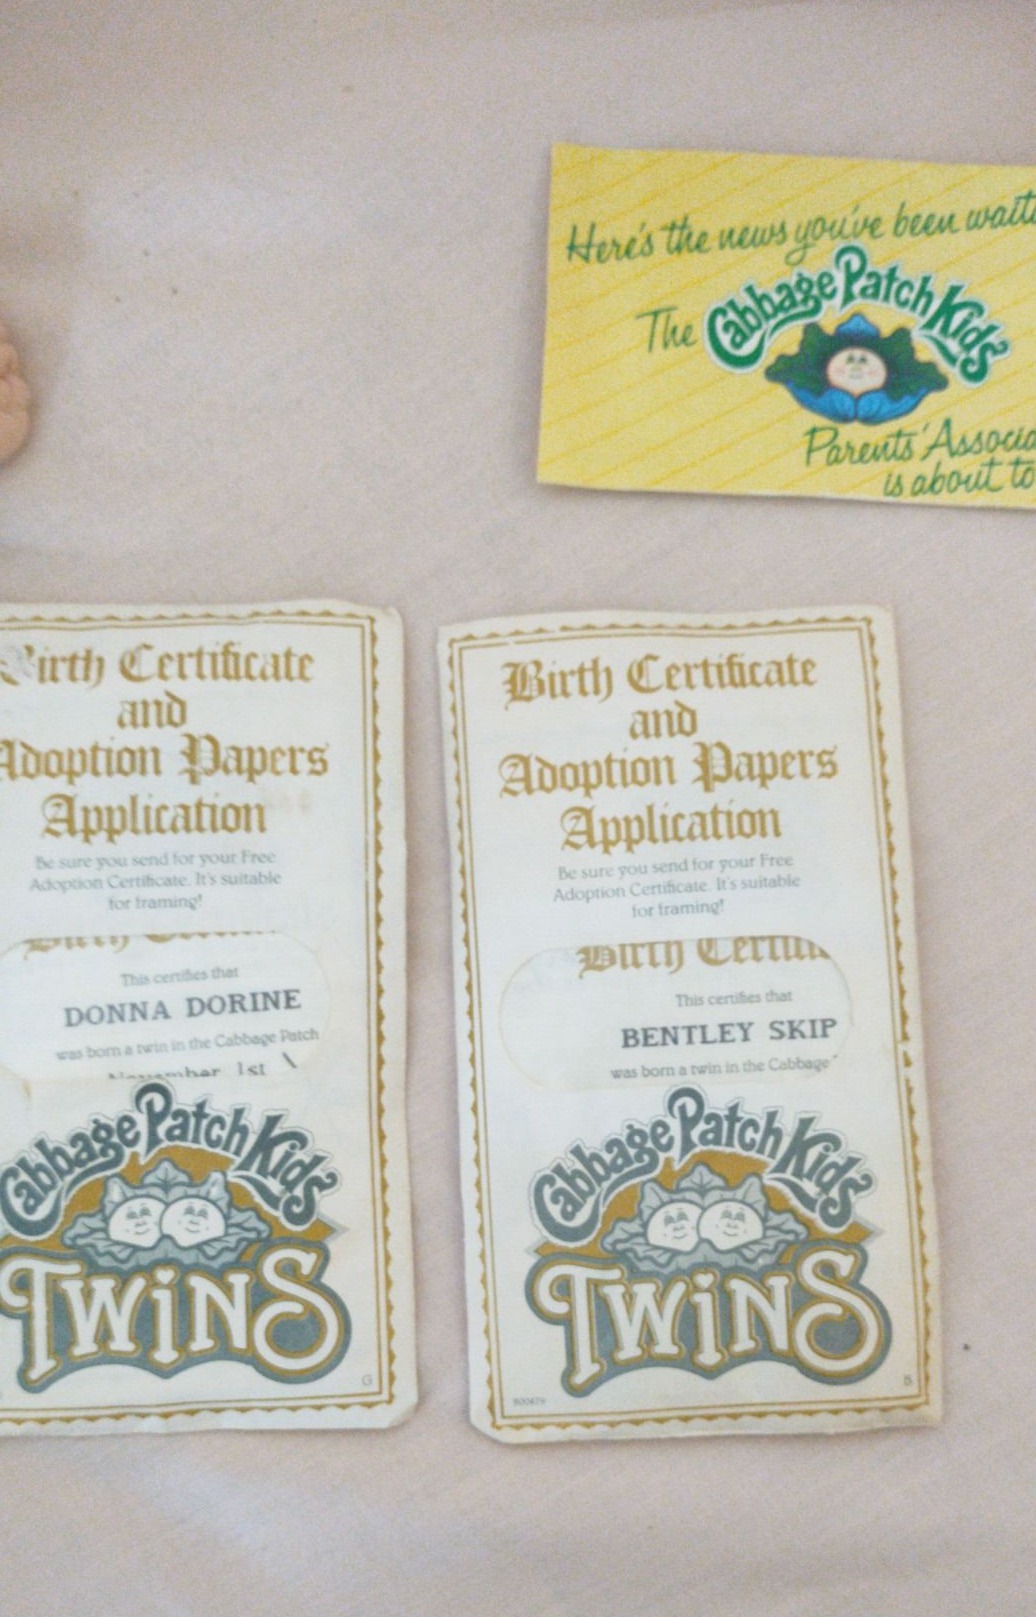 Here's the news you've been
The Cabbage Patch Kids
Parents'
is about to
Birth Certificate
and
Adoption Papers
Application
Be sure you send for your Free
Adoption Certificate. It's suitable
for framing!
This certifies that
DONNA DORINE
was born a twin in the Cabbage Patch
November 1st
Cabbage Patch Kids
TWiNS
G
Birth Certificate
and
Adoption Papers
Application
Be sure you send for your Free
Adoption Certificate. It's suitable
for framing!
Birth
This certifies that
BENTLEY SKIP
was born a twin in the Cabbage
Cabbage Patch Kids
TWiNS
B